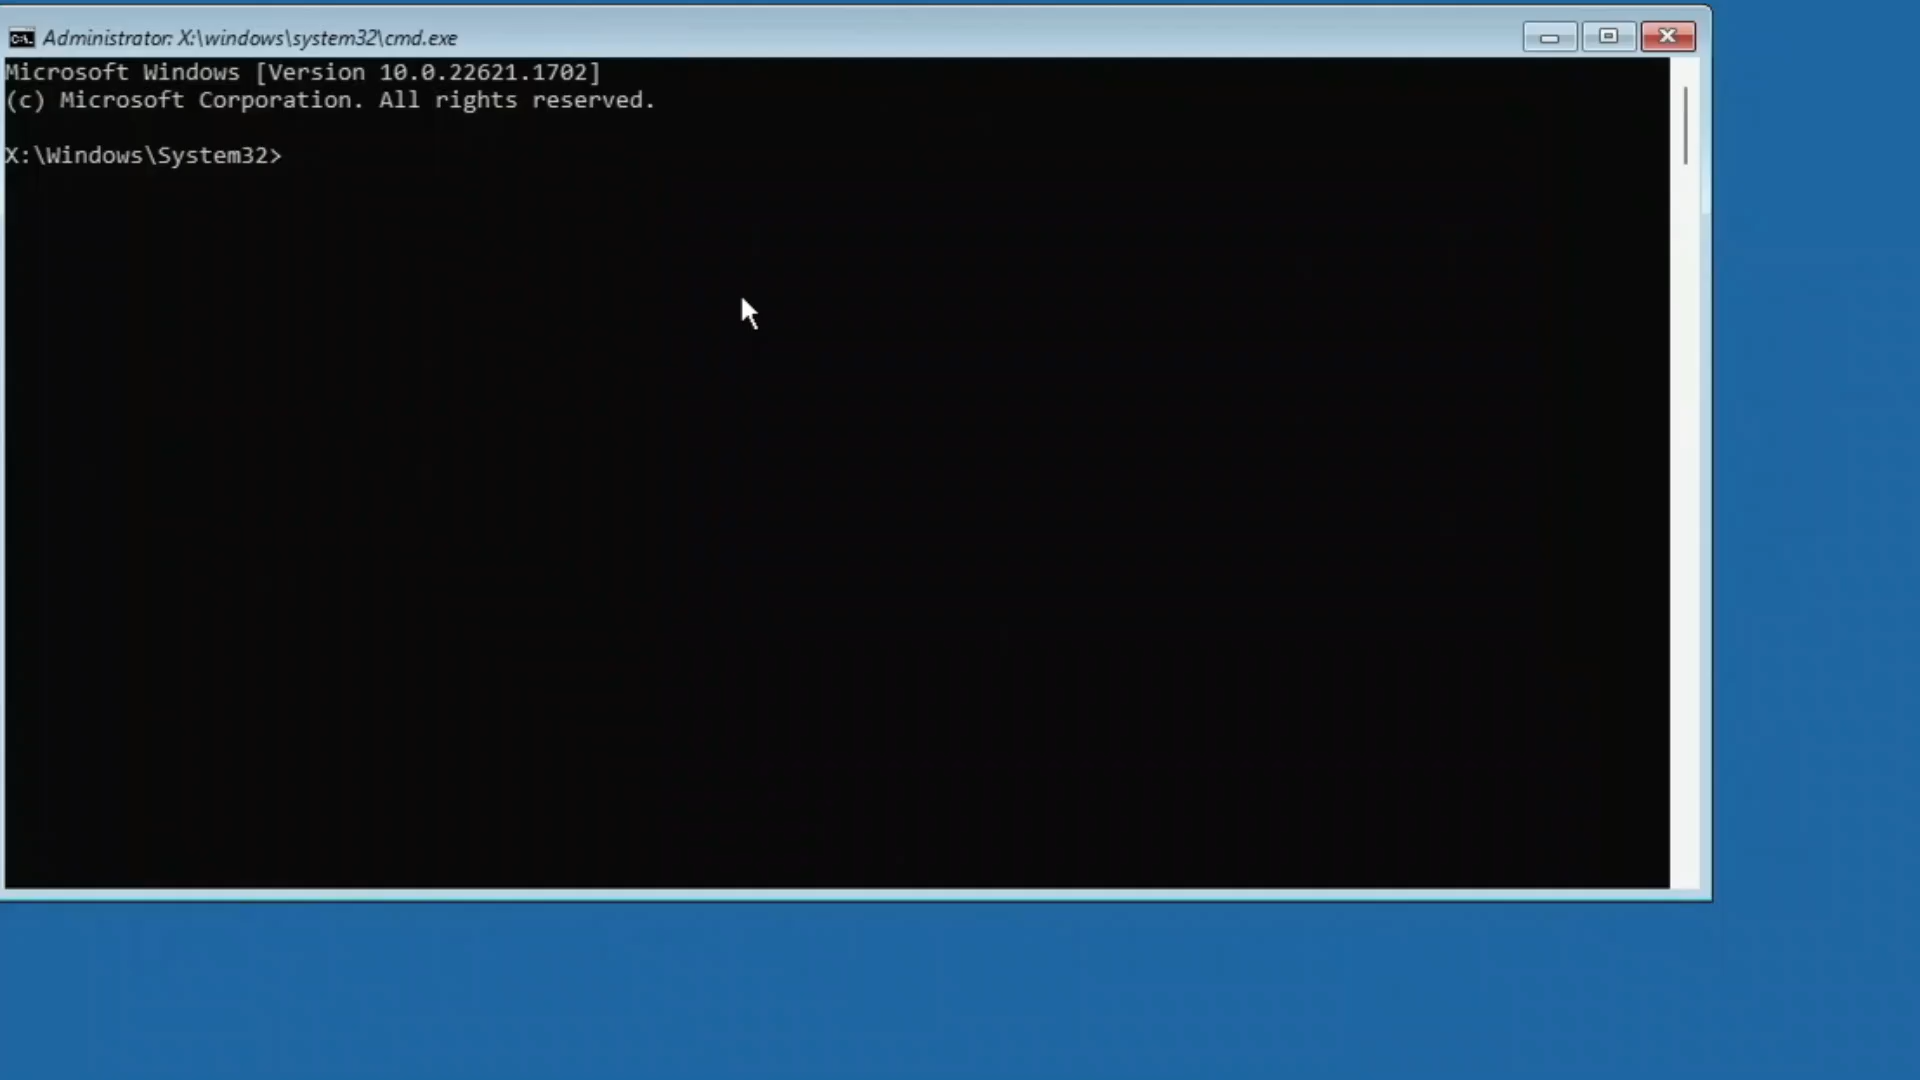 Administrator: X:\windows\system32\cmd.exe
Microsoft Windows [Version 10.0.22621.1702]
(c) Microsoft Corporation. All rights reserved.
X:\Windows\System32>